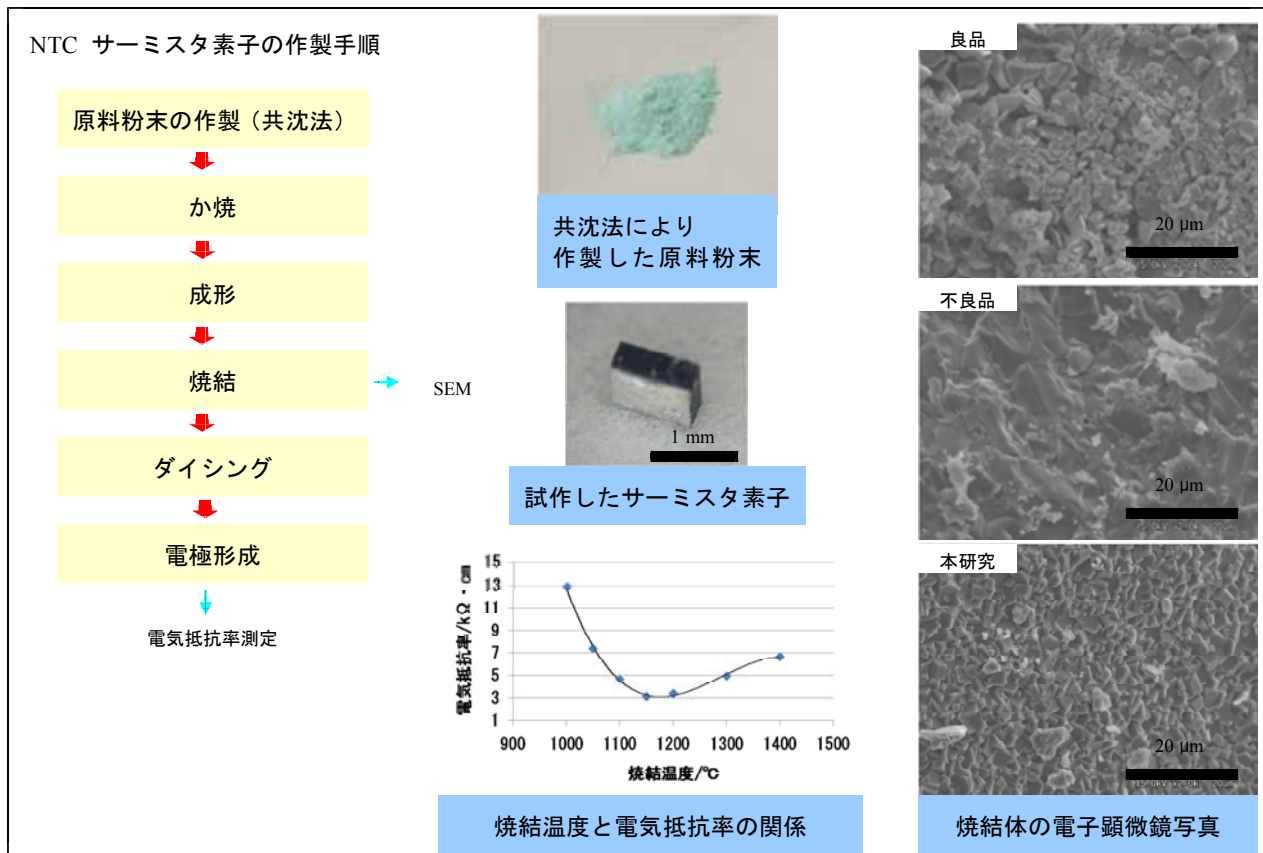 NTC サーミスタ素子の作製手順
原料粉末の作製（共沈法）
か焼
成形
焼結
SEM
ダイシング
電極形成
電気抵抗率測定
共沈法により
作製した原料粉末
1 mm
試作したサーミスタ素子
電気抵抗率/kΩ・cm
15
13
11
9
7
5
3
1
900 1000 1100 1200 1300 1400 1500
焼結温度/℃
焼結温度と電気抵抗率の関係
良品
20 μm
不良品
20 μm
本研究
20 μm
焼結体の電子顕微鏡写真